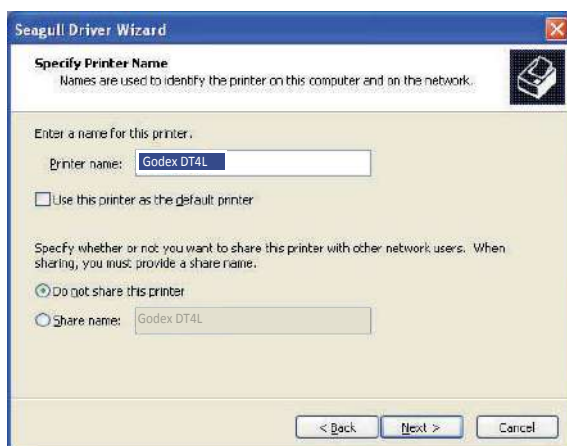 Seagull Driver Wizard
Specify Printer Name
Names are used to identify the printer on this computer and on the network.
Enter a name for this printer.
Printer name: Godex DT4L
Use this printer as the default printer
Specify whether or not you want to share this printer with other network users. When
sharing, you must provide a share name.
Do not share this printer
Share name: Godex DT4L
< Back Next > Cancel